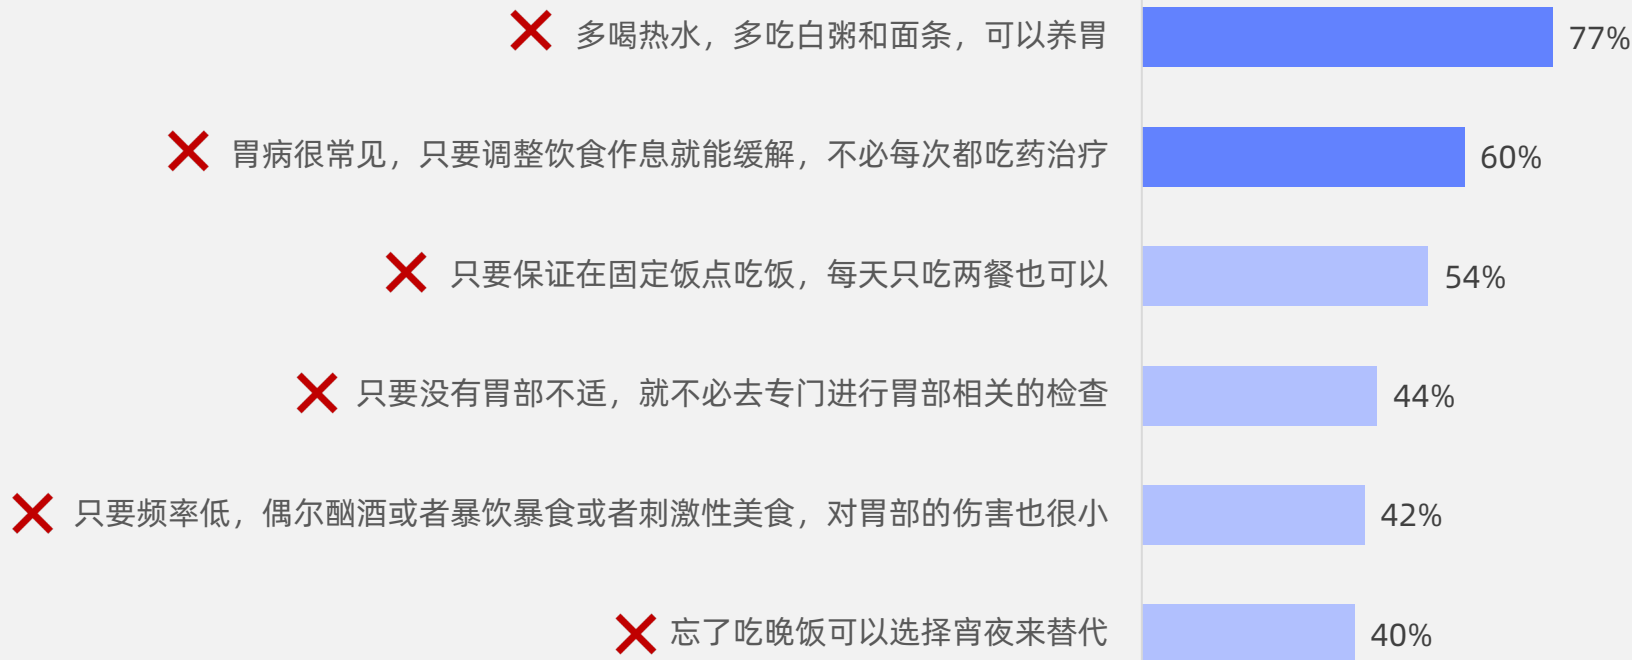 多喝热水，多吃白粥和面条，可以养胃 77%
胃病很常见，只要调整饮食作息就能缓解，不必每次都吃药治疗 60%
只要保证在固定饭点吃饭，每天只吃两餐也可以 54%
只要没有胃部不适，就不必去专门进行胃部相关的检查 44%
只要频率低，偶尔酗酒或者暴饮暴食或者刺激性美食，对胃部的伤害也很小 42%
忘了吃晚饭可以选择宵夜来替代 40%